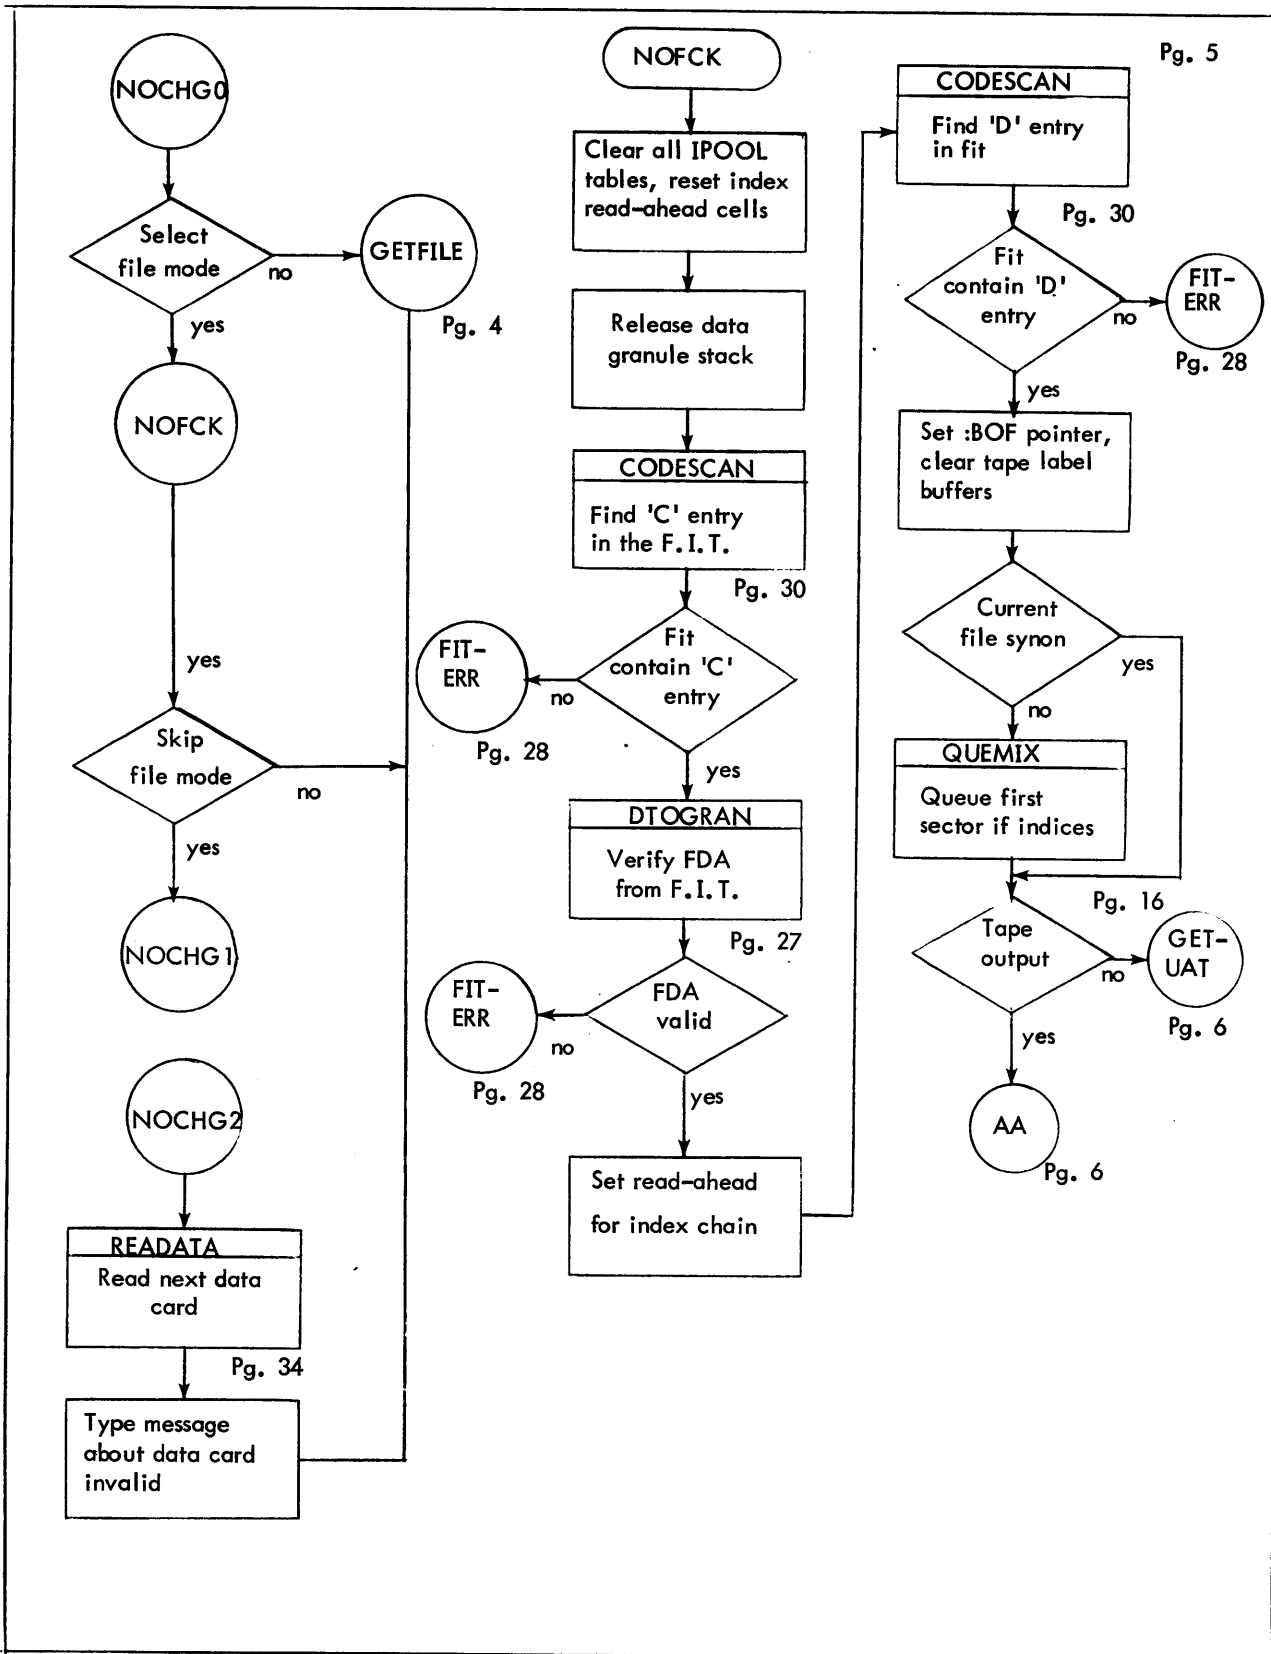 Pg. 5
NOCHG0
Select
file mode
no
GETFILE
Pg. 4
yes
NOFCK
yes
Skip
file mode
no
yes
NOCHG1
NOCHG2
READATA
Read next data
card
Pg. 34
Type message
about data card
invalid
NOFCK
Clear all IPOOL
tables, reset index
read-ahead cells
Release data
granule stack
CODESCAN
Find 'C' entry
in the F.I.T.
Pg. 30
Fit
contain 'C'
entry
no
FIT-
ERR
Pg. 28
yes
DTOGRAN
Verify FDA
from F.I.T.
Pg. 27
FDA
valid
no
FIT-
ERR
Pg. 28
yes
Set read-ahead
for index chain
CODESCAN
Find 'D' entry
in fit
Pg. 30
Fit
contain 'D'
entry
no
FIT-
ERR
Pg. 28
yes
Set :BOF pointer,
clear tape label
buffers
Current
file synon
yes
no
QUEMIX
Queue first
sector if indices
Pg. 16
Tape
output
no
GET-
UAT
Pg. 6
yes
AA
Pg. 6